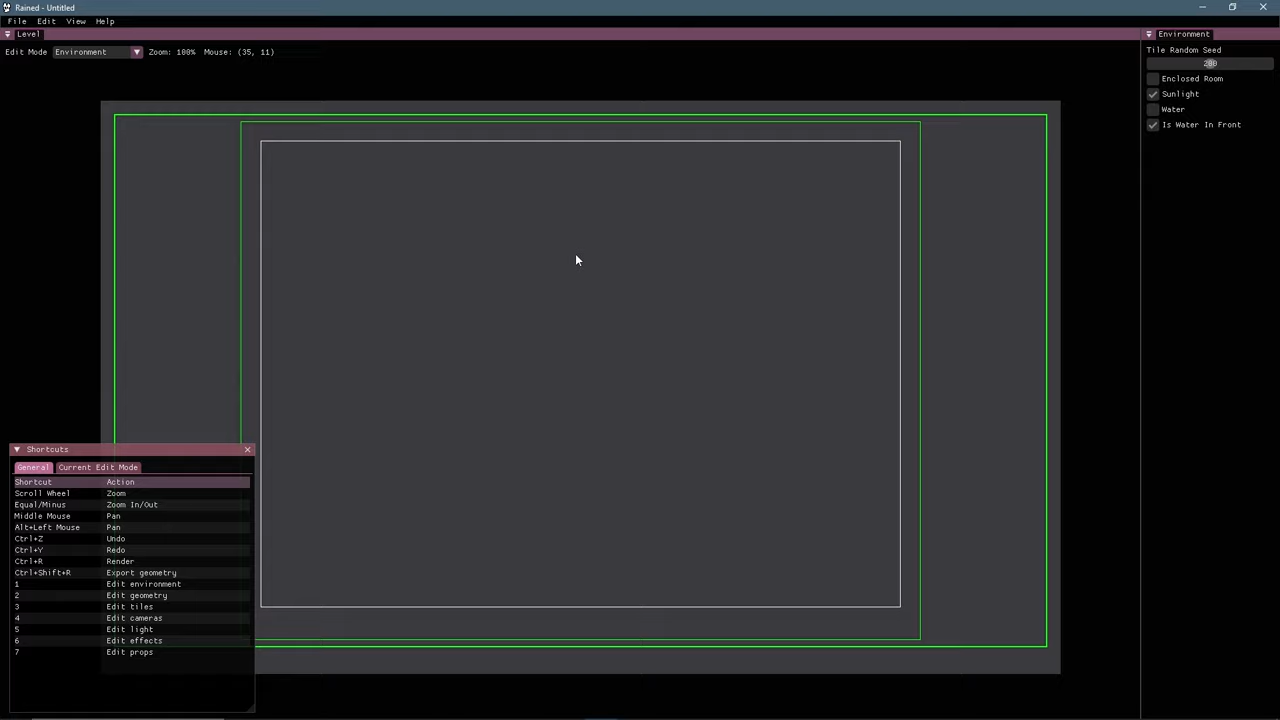 Rained - Untitled
File Edit View Help
Level
Edit Mode Environment Zoom: 100% Mouse: (35, 11)
Environment
Tile Random Seed
200
Enclosed Room
Sunlight
Water
Is Water In Front
Shortcuts
General Current Edit Mode
Shortcut Action
Scroll Wheel Zoom
Equal/Minus Zoom In/Out
Middle Mouse Pan
Alt+Left Mouse Pan
Ctrl+Z Undo
Ctrl+Y Redo
Ctrl+R Render
Ctrl+Shift+R Export geometry
1 Edit environment
2 Edit geometry
3 Edit tiles
4 Edit cameras
5 Edit light
6 Edit effects
7 Edit props